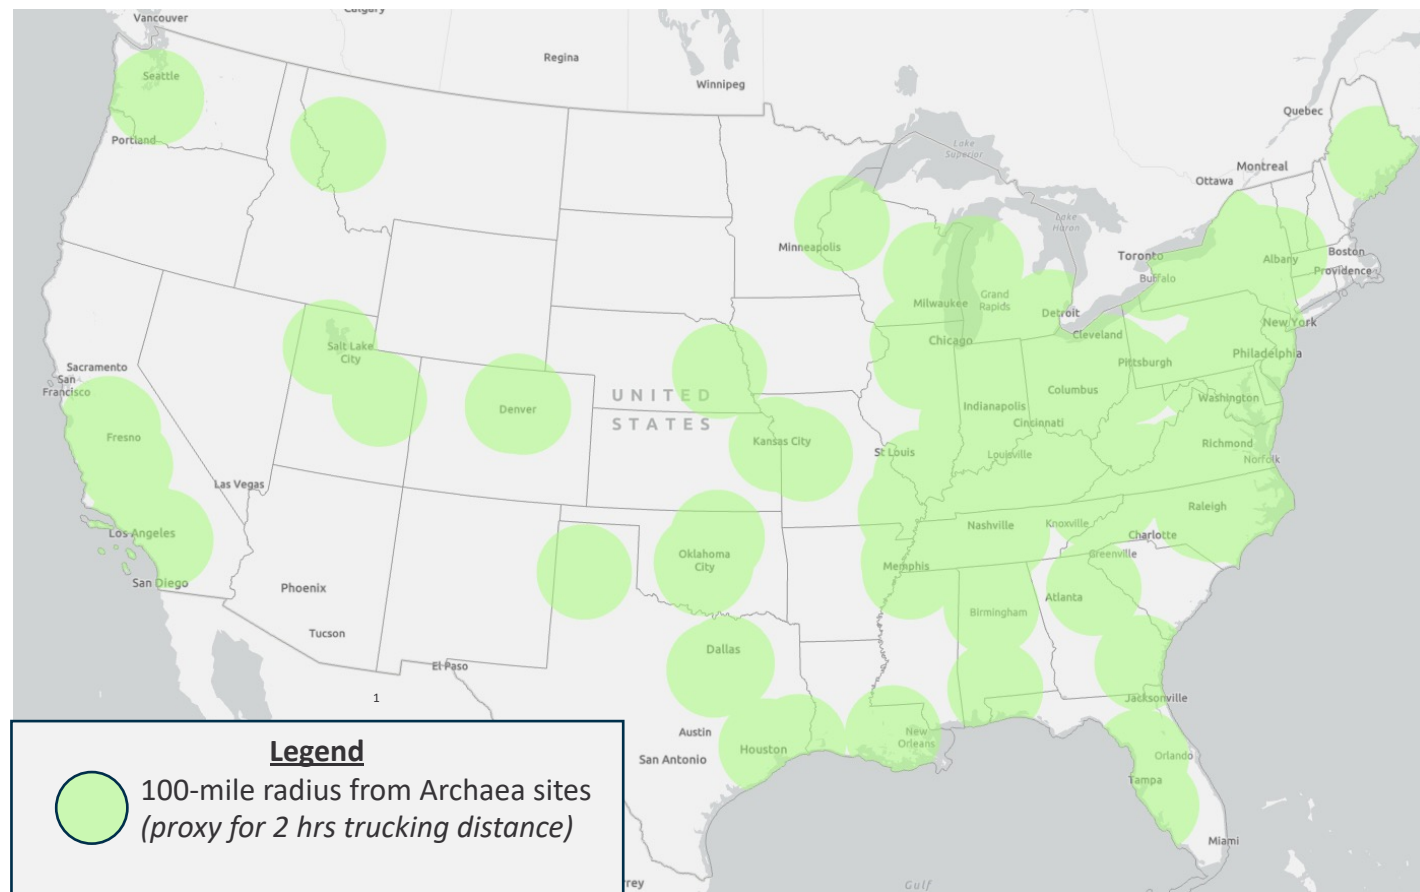 Vancouver
Calgary
Regina
Winnipeg
Seattle
Portland
Quebec
Montreal
Ottawa
Lake
Superior
Lake
Huron
Minneapolis
Toronto
Buffalo
Albany
Boston
Providence
Milwaukee
Grand
Rapids
Detroit
Chicago
Cleveland
New York
Pittsburgh
Philadelphia
Salt Lake
City
Sacramento
San
Francisco
Denver
UNITED
STATES
Columbus
Washington
Indianapolis
Cincinnati
Fresno
Kansas City
St Louis
Louisville
Richmond
Norfolk
Las Vegas
Los Angeles
Raleigh
Nashville
Knoxville
Charlotte
Oklahoma
City
Memphis
Greenville
San Diego
Phoenix
Atlanta
Birmingham
Tucson
Dallas
El Paso
1
Jacksonville
Austin
Houston
New
Orleans
San Antonio
Orlando
Tampa
Miami
rey
Gulf
Legend
100-mile radius from Archaea sites
(proxy for 2 hrs trucking distance)